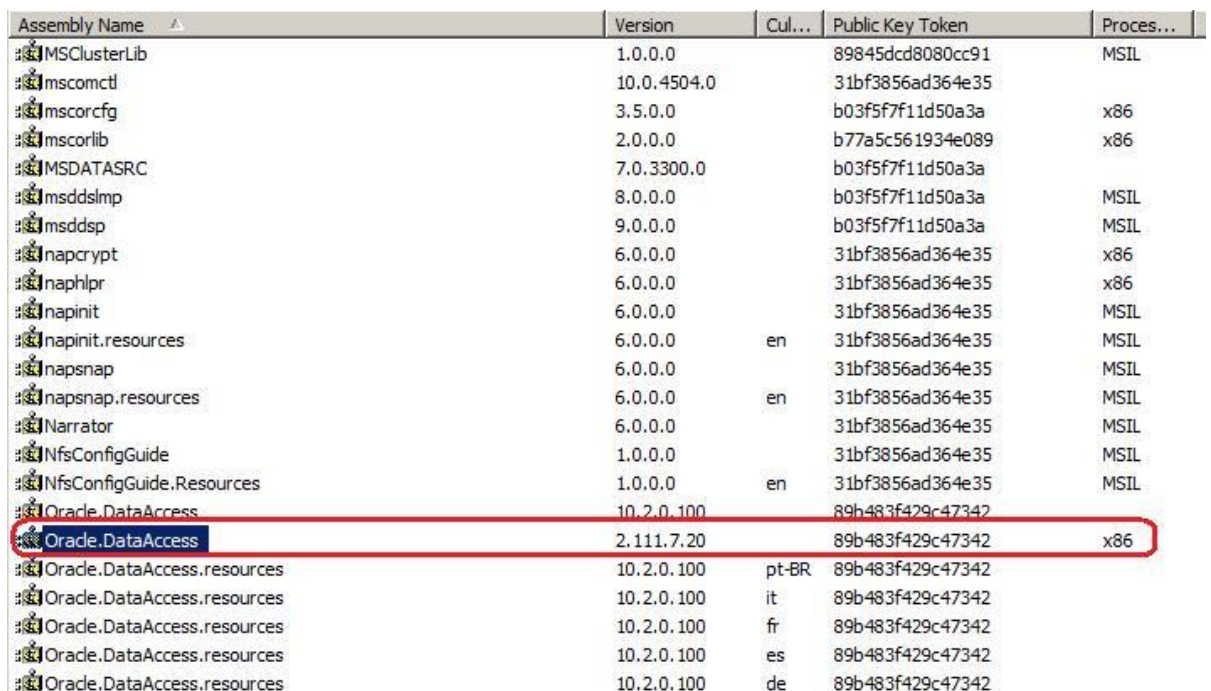 Assembly Name Version Cul... Public Key Token Proces...
MSClusterLib 1.0.0.0 89845dcd8080cc91 MSIL
mscomctl 10.0.4504.0 31bf3856ad364e35
mscorcfg 3.5.0.0 b03f5f7f11d50a3a x86
mscorlib 2.0.0.0 b77a5c561934e089 x86
MSDATASRC 7.0.3300.0 b03f5f7f11d50a3a
msddslmp 8.0.0.0 b03f5f7f11d50a3a MSIL
msddsp 9.0.0.0 b03f5f7f11d50a3a MSIL
napcrypt 6.0.0.0 31bf3856ad364e35 x86
naphlpr 6.0.0.0 31bf3856ad364e35 x86
napinit 6.0.0.0 31bf3856ad364e35 MSIL
napinit.resources 6.0.0.0 en 31bf3856ad364e35 MSIL
napsnap 6.0.0.0 31bf3856ad364e35 MSIL
napsnap.resources 6.0.0.0 en 31bf3856ad364e35 MSIL
Narrator 6.0.0.0 31bf3856ad364e35 MSIL
NfsConfigGuide 1.0.0.0 31bf3856ad364e35 MSIL
NfsConfigGuide.Resources 1.0.0.0 en 31bf3856ad364e35 MSIL
Oracle.DataAccess 10.2.0.100 89b483f429c47342
Oracle.DataAccess 2.111.7.20 89b483f429c47342 x86
Oracle.DataAccess.resources 10.2.0.100 pt-BR 89b483f429c47342
Oracle.DataAccess.resources 10.2.0.100 it 89b483f429c47342
Oracle.DataAccess.resources 10.2.0.100 fr 89b483f429c47342
Oracle.DataAccess.resources 10.2.0.100 es 89b483f429c47342
Oracle.DataAccess.resources 10.2.0.100 de 89b483f429c47342